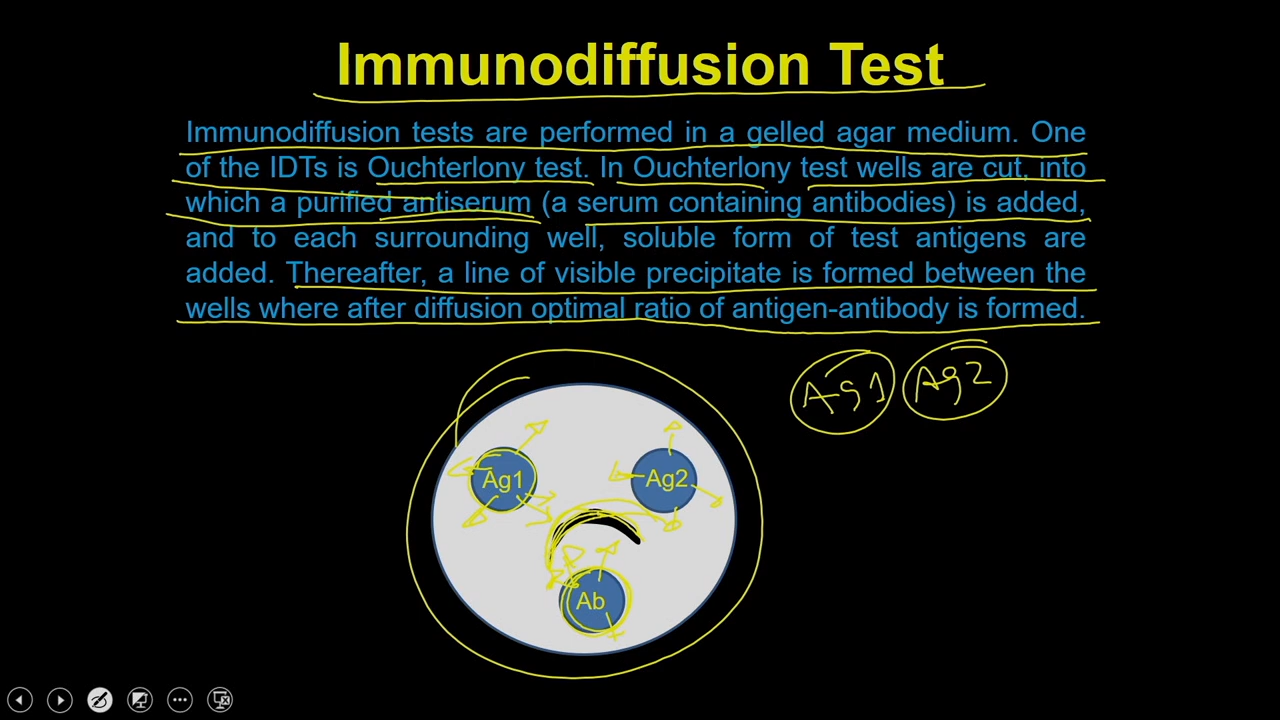 Immunodiffusion Test
Immunodiffusion tests are performed in a gelled agar medium. One
of the IDTs is Ouchterlony test. In Ouchterlony test wells are cut, into
which a purified antiserum (a serum containing antibodies) is added,
and to each surrounding well, soluble form of test antigens are
added. Thereafter, a line of visible precipitate is formed between the
wells where after diffusion optimal ratio of antigen-antibody is formed.
Ag1 Ag2
Ag1 Ag2
Ab